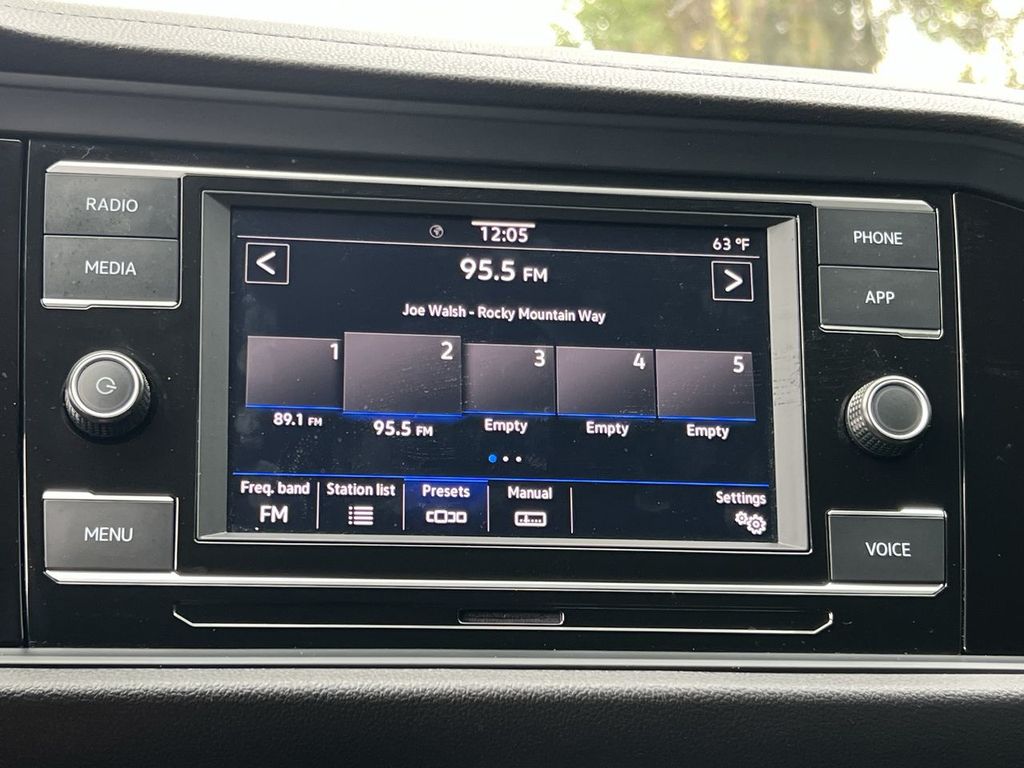 RADIO
MEDIA
MENU
12:05
63 °F
<
95.5 FM
>
Joe Walsh - Rocky Mountain Way
1
2
3
4
5
89.1 FM
95.5 FM
Empty
Empty
Empty
Freq. band
FM
Station list
Presets
Manual
Settings
PHONE
APP
VOICE